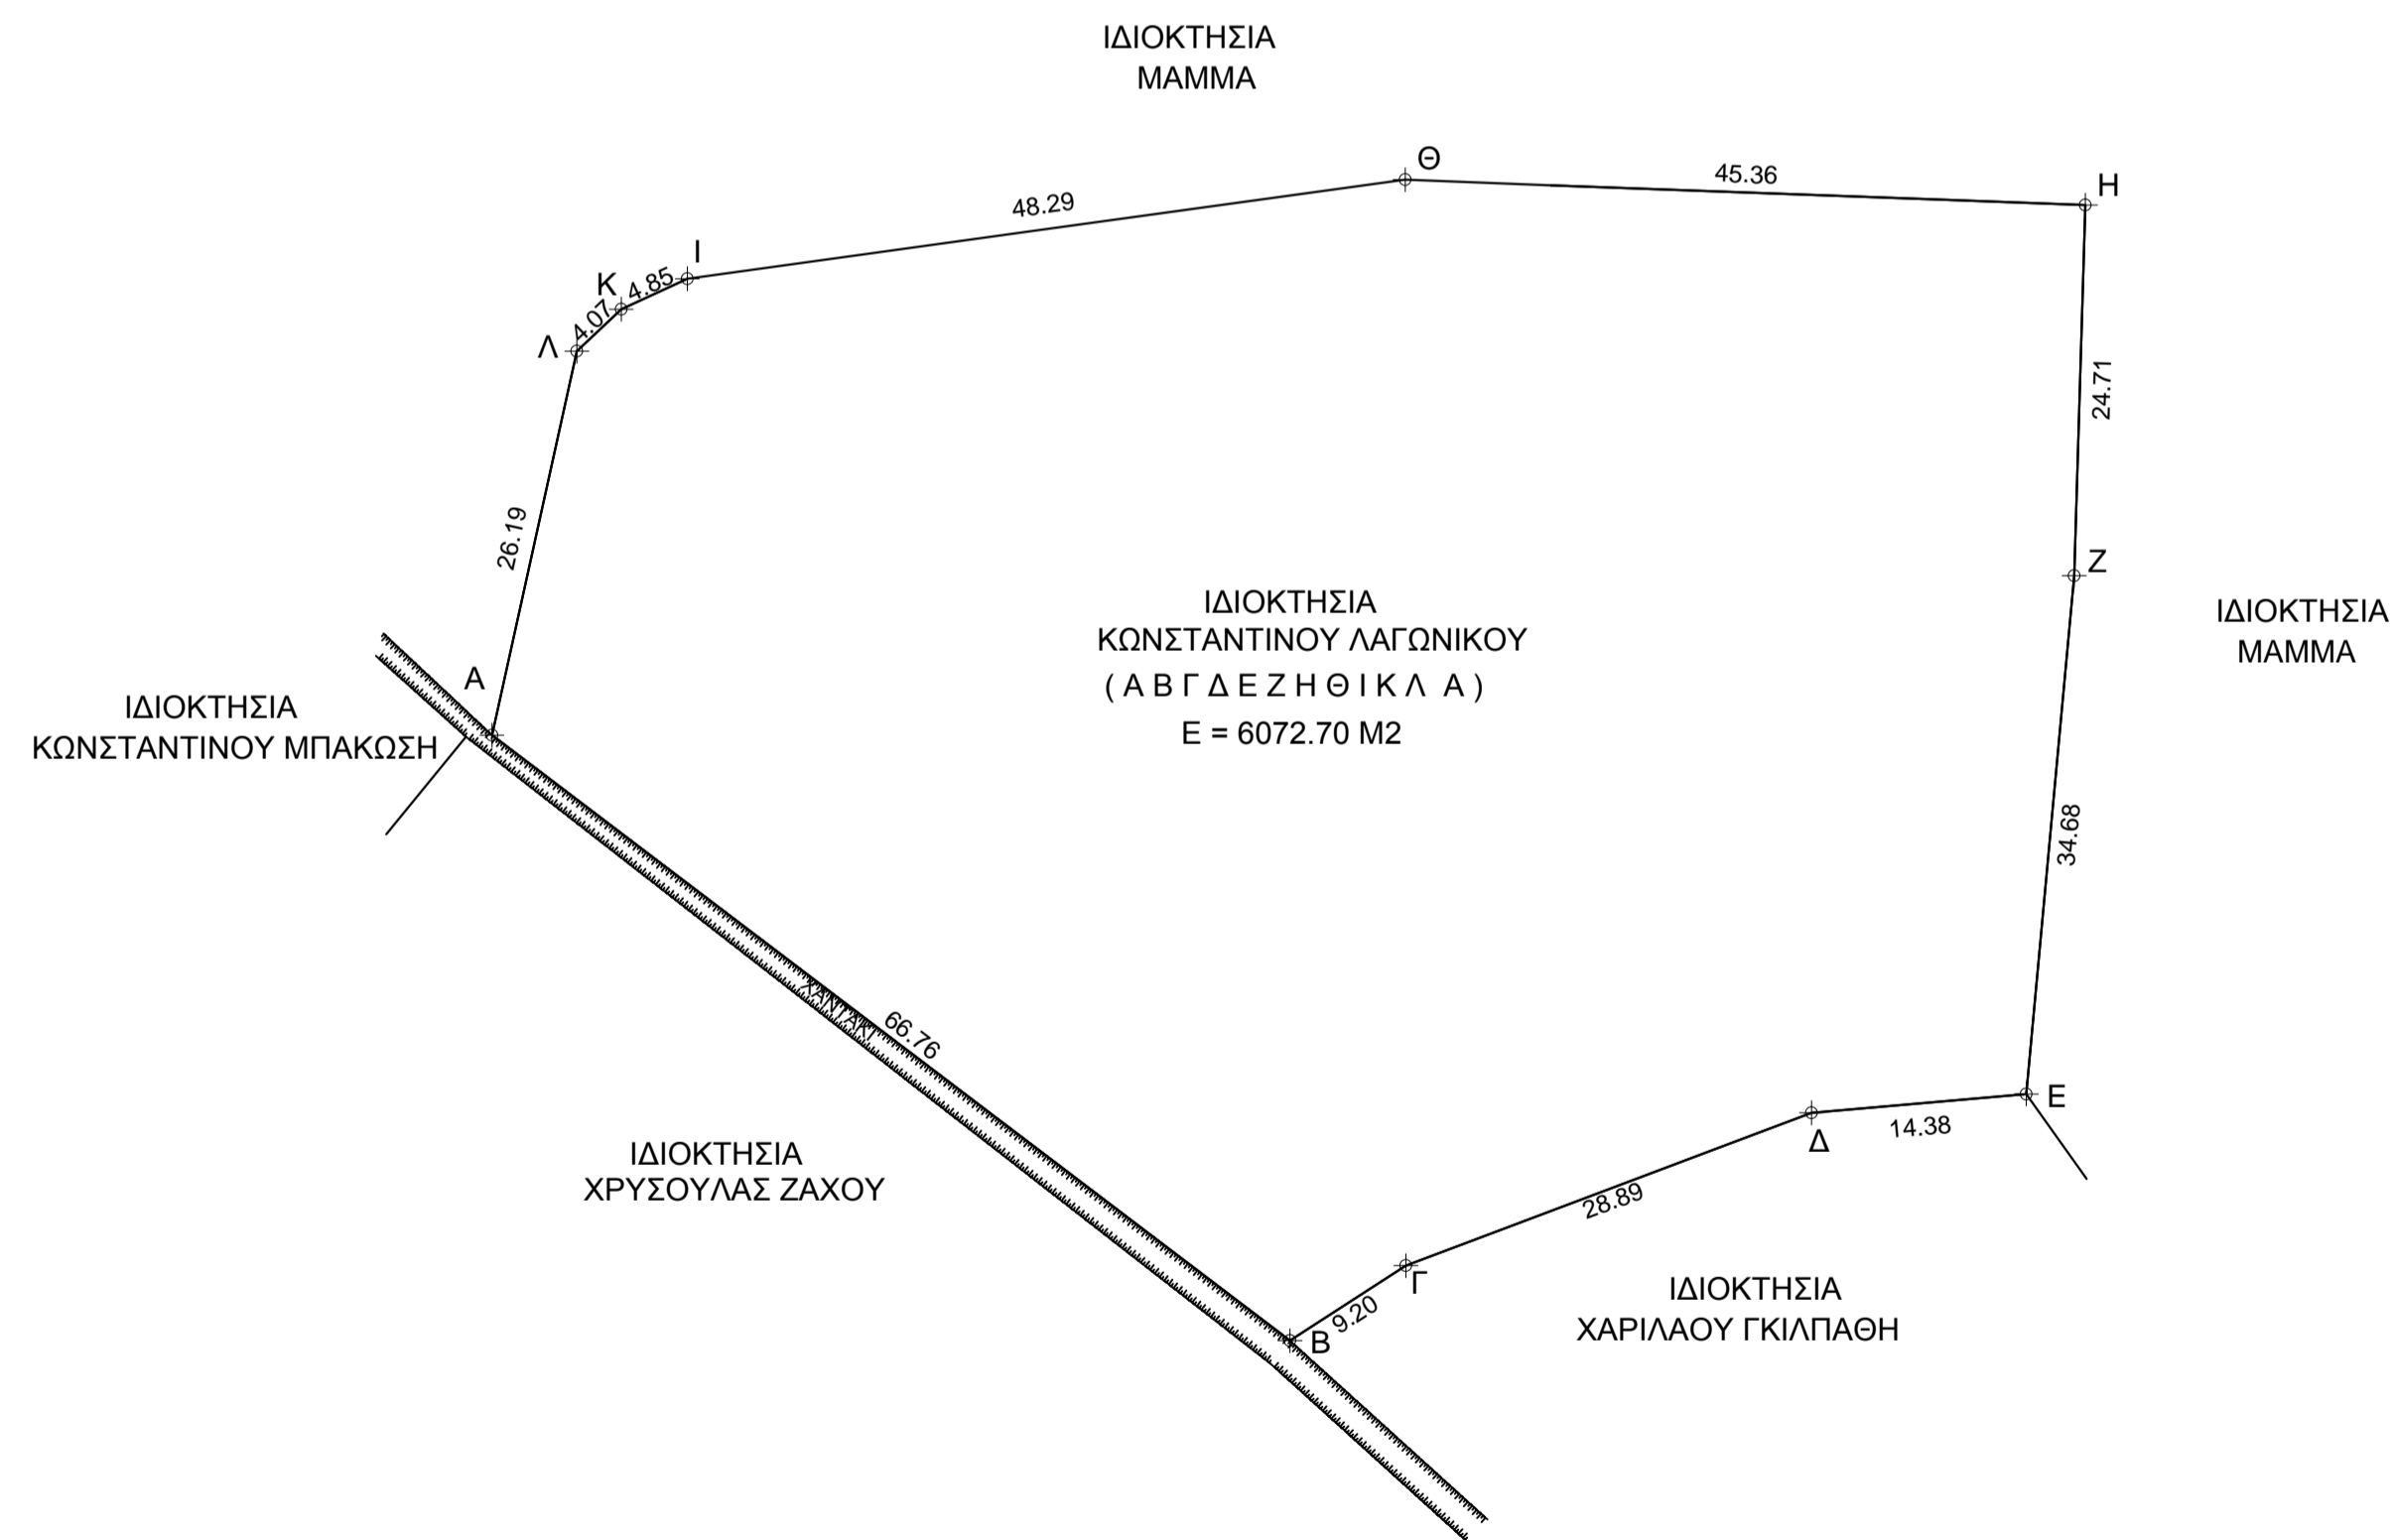 ΙΔΙΟΚΤΗΣΙΑ
ΜΑΜΜΑ
Θ
45.36
Η
48.29
Ι
Κ
4.85
4.07
Λ
24.71
26.19
Ζ
ΙΔΙΟΚΤΗΣΙΑ
ΚΩΝΣΤΑΝΤΙΝΟΥ ΛΑΓΩΝΙΚΟΥ
( Α Β Γ Δ Ε Ζ Η Θ Ι Κ Λ Α )
Ε = 6072.70 Μ2
ΙΔΙΟΚΤΗΣΙΑ
ΜΑΜΜΑ
Α
ΙΔΙΟΚΤΗΣΙΑ
ΚΩΝΣΤΑΝΤΙΝΟΥ ΜΠΑΚΩΣΗ
34.68
ΧΑΝΤΑΚΙ
66.76
Ε
14.38
Δ
ΙΔΙΟΚΤΗΣΙΑ
ΧΡΥΣΟΥΛΑΣ ΖΑΧΟΥ
28.89
Γ
9.20
Β
ΙΔΙΟΚΤΗΣΙΑ
ΧΑΡΙΛΑΟΥ ΓΚΙΛΠΑΘΗ